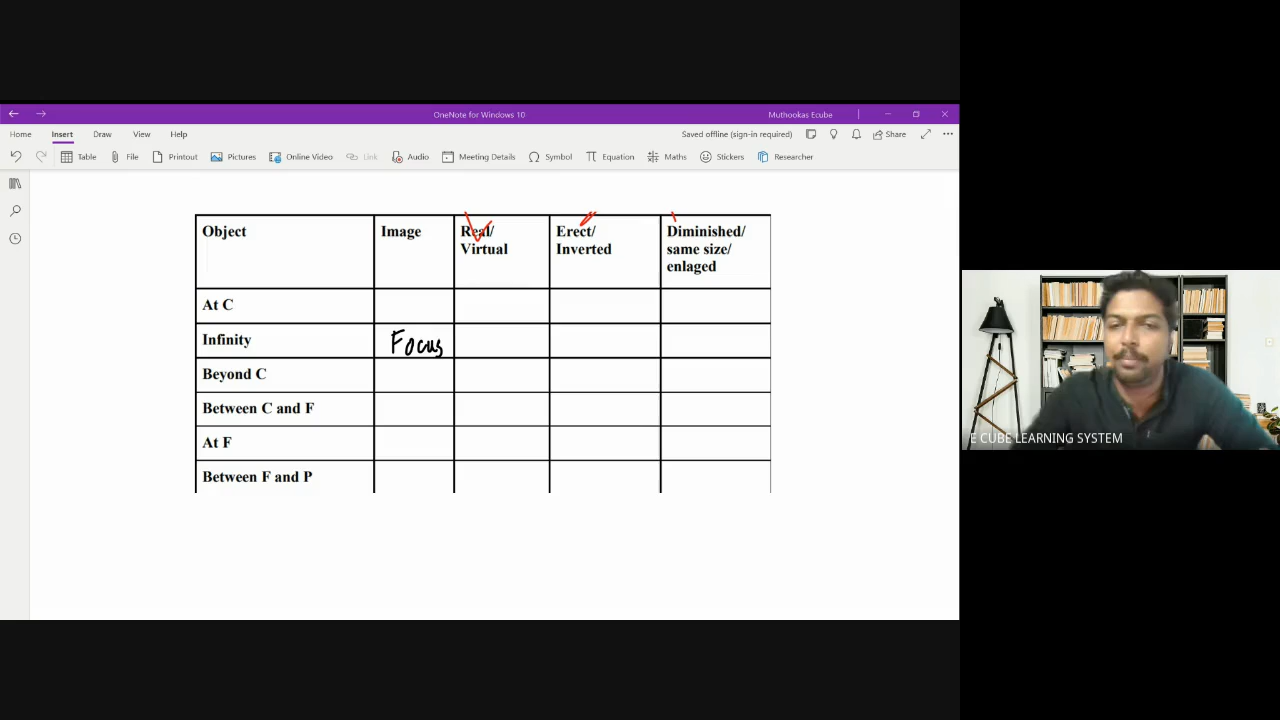 OneNote for Windows 10
Muthookas Ecube
Home Insert Draw View Help
Saved offline (sign-in required)
Share
Table File Printout Pictures Online Video Link Audio Meeting Details Symbol Equation Maths Stickers Researcher
Object Image Real/ Erect/ Diminished/
Virtual Inverted same size/
enlaged
At C
Infinity Focus
Beyond C
Between C and F
At F
Between F and P
E CUBE LEARNING SYSTEM